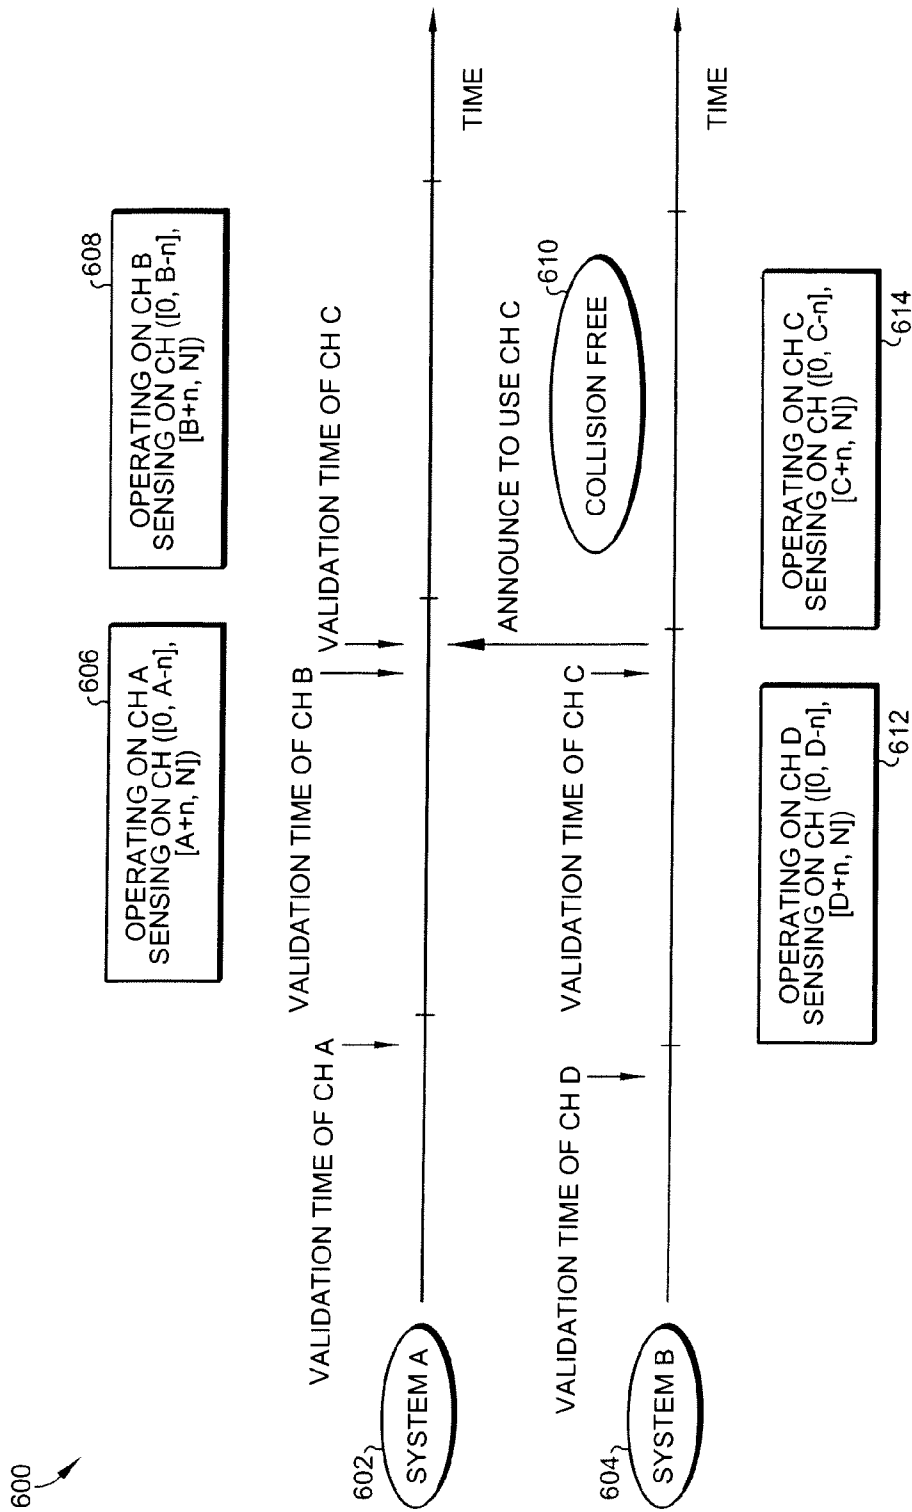 600
606
OPERATING ON CH A
SENSING ON CH ([0, A-n],
[A+n, N])
608
OPERATING ON CH B
SENSING ON CH ([0, B-n],
[B+n, N])
VALIDATION TIME OF CH A
VALIDATION TIME OF CH B
VALIDATION TIME OF CH C
602
SYSTEM A
TIME
ANNOUNCE TO USE CH C
610
COLLISION FREE
VALIDATION TIME OF CH D
VALIDATION TIME OF CH C
604
SYSTEM B
TIME
OPERATING ON CH D
SENSING ON CH ([0, D-n],
[D+n, N])
612
OPERATING ON CH C
SENSING ON CH ([0, C-n],
[C+n, N])
614